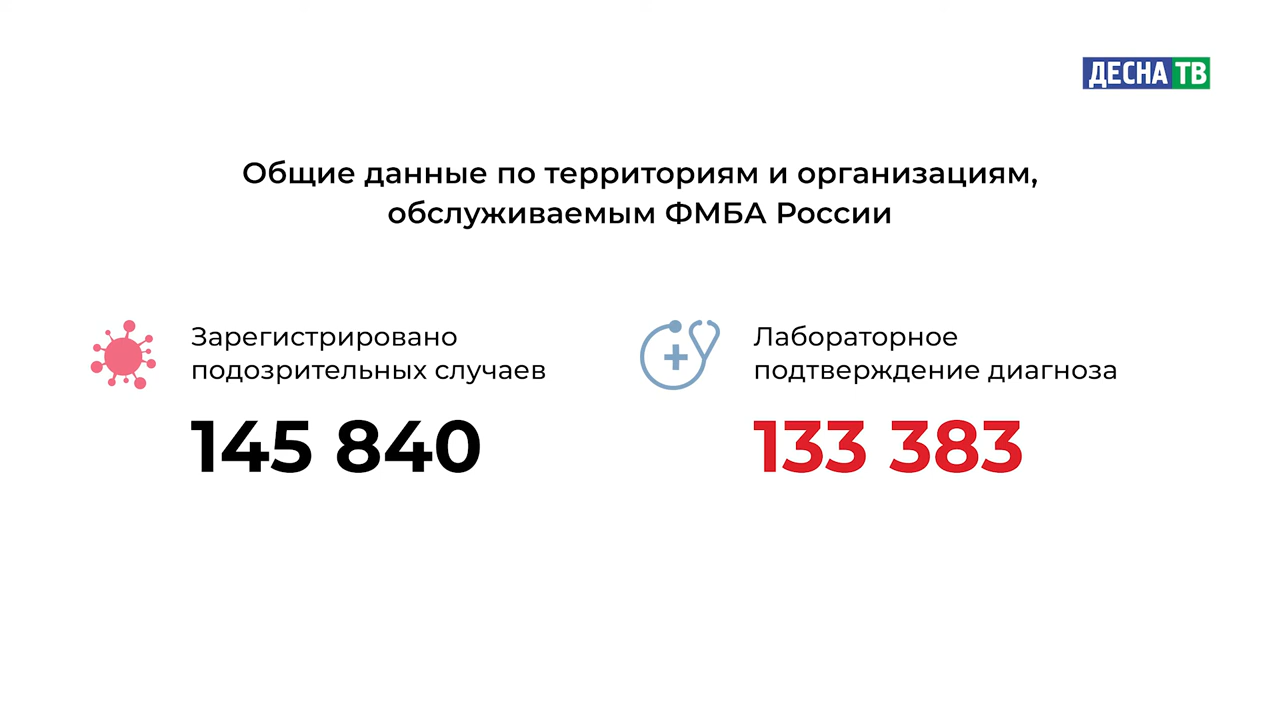 ДЕСНА ТВ
Общие данные по территориям и организациям,
обслуживаемым ФМБА России
Зарегистрировано
подозрительных случаев
145 840
Лабораторное
подтверждение диагноза
133 383